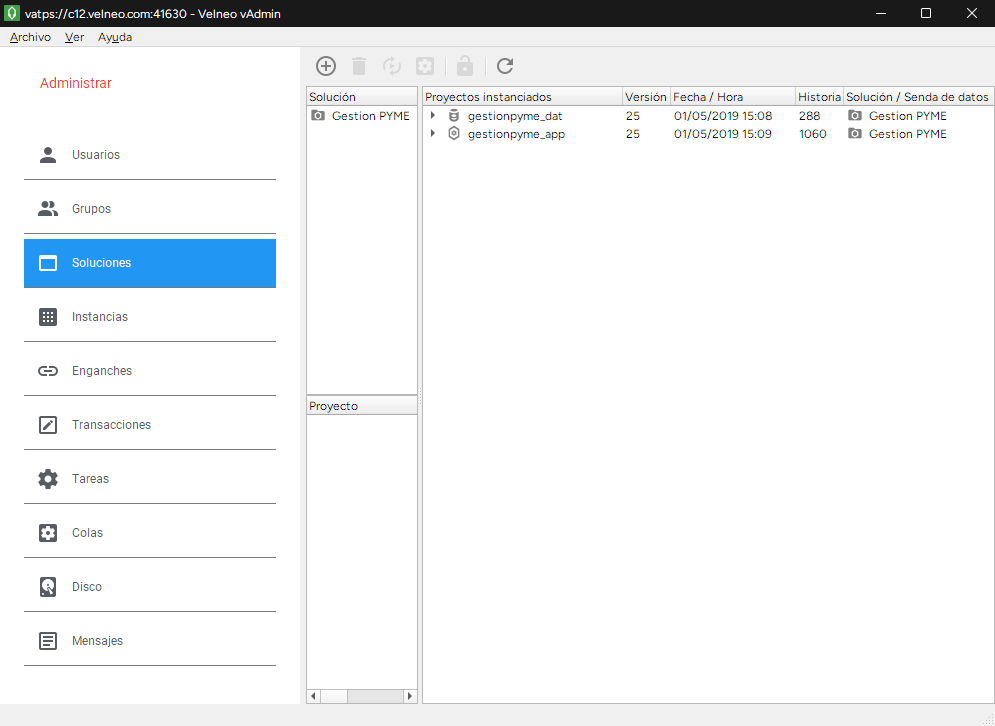 vatps://c12.velneo.com:41630 - Velneo vAdmin
Archivo Ver Ayuda
Administrar
Usuarios
Grupos
Soluciones
Instancias
Enganches
Transacciones
Tareas
Colas
Disco
Mensajes
Solución
Gestion PYME
Proyecto
Proyectos instanciados Versión Fecha / Hora Historia Solución / Senda de datos
gestionpyme_dat 25 01/05/2019 15:08 288 Gestion PYME
gestionpyme_app 25 01/05/2019 15:09 1060 Gestion PYME